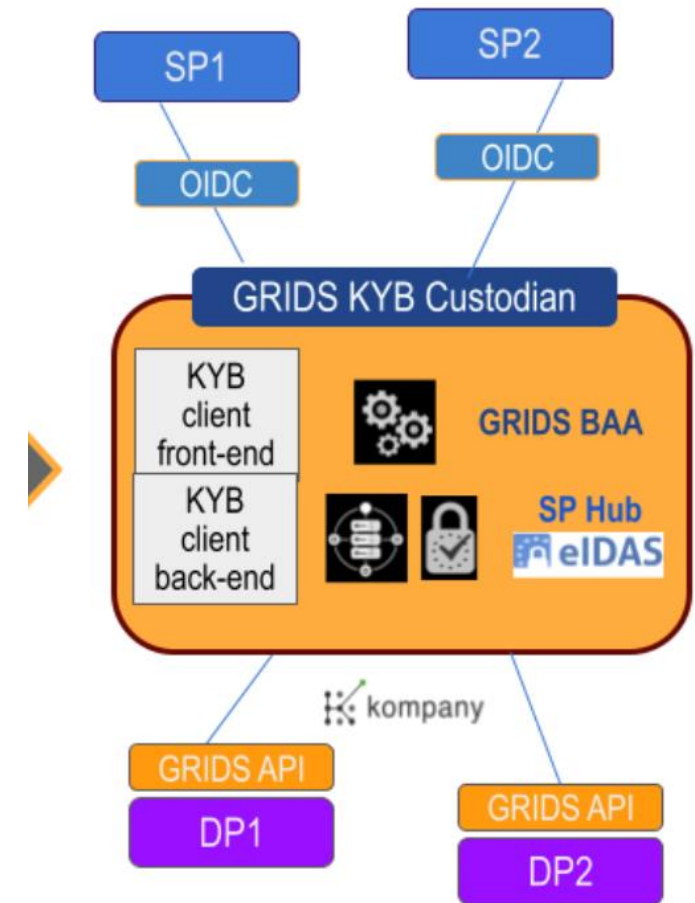 SP1
SP2
OIDC
OIDC
GRIDS KYB Custodian
KYB
client
front-end
GRIDS BAA
KYB
client
back-end
SP Hub
eIDAS
kompany
GRIDS API
DP1
GRIDS API
DP2